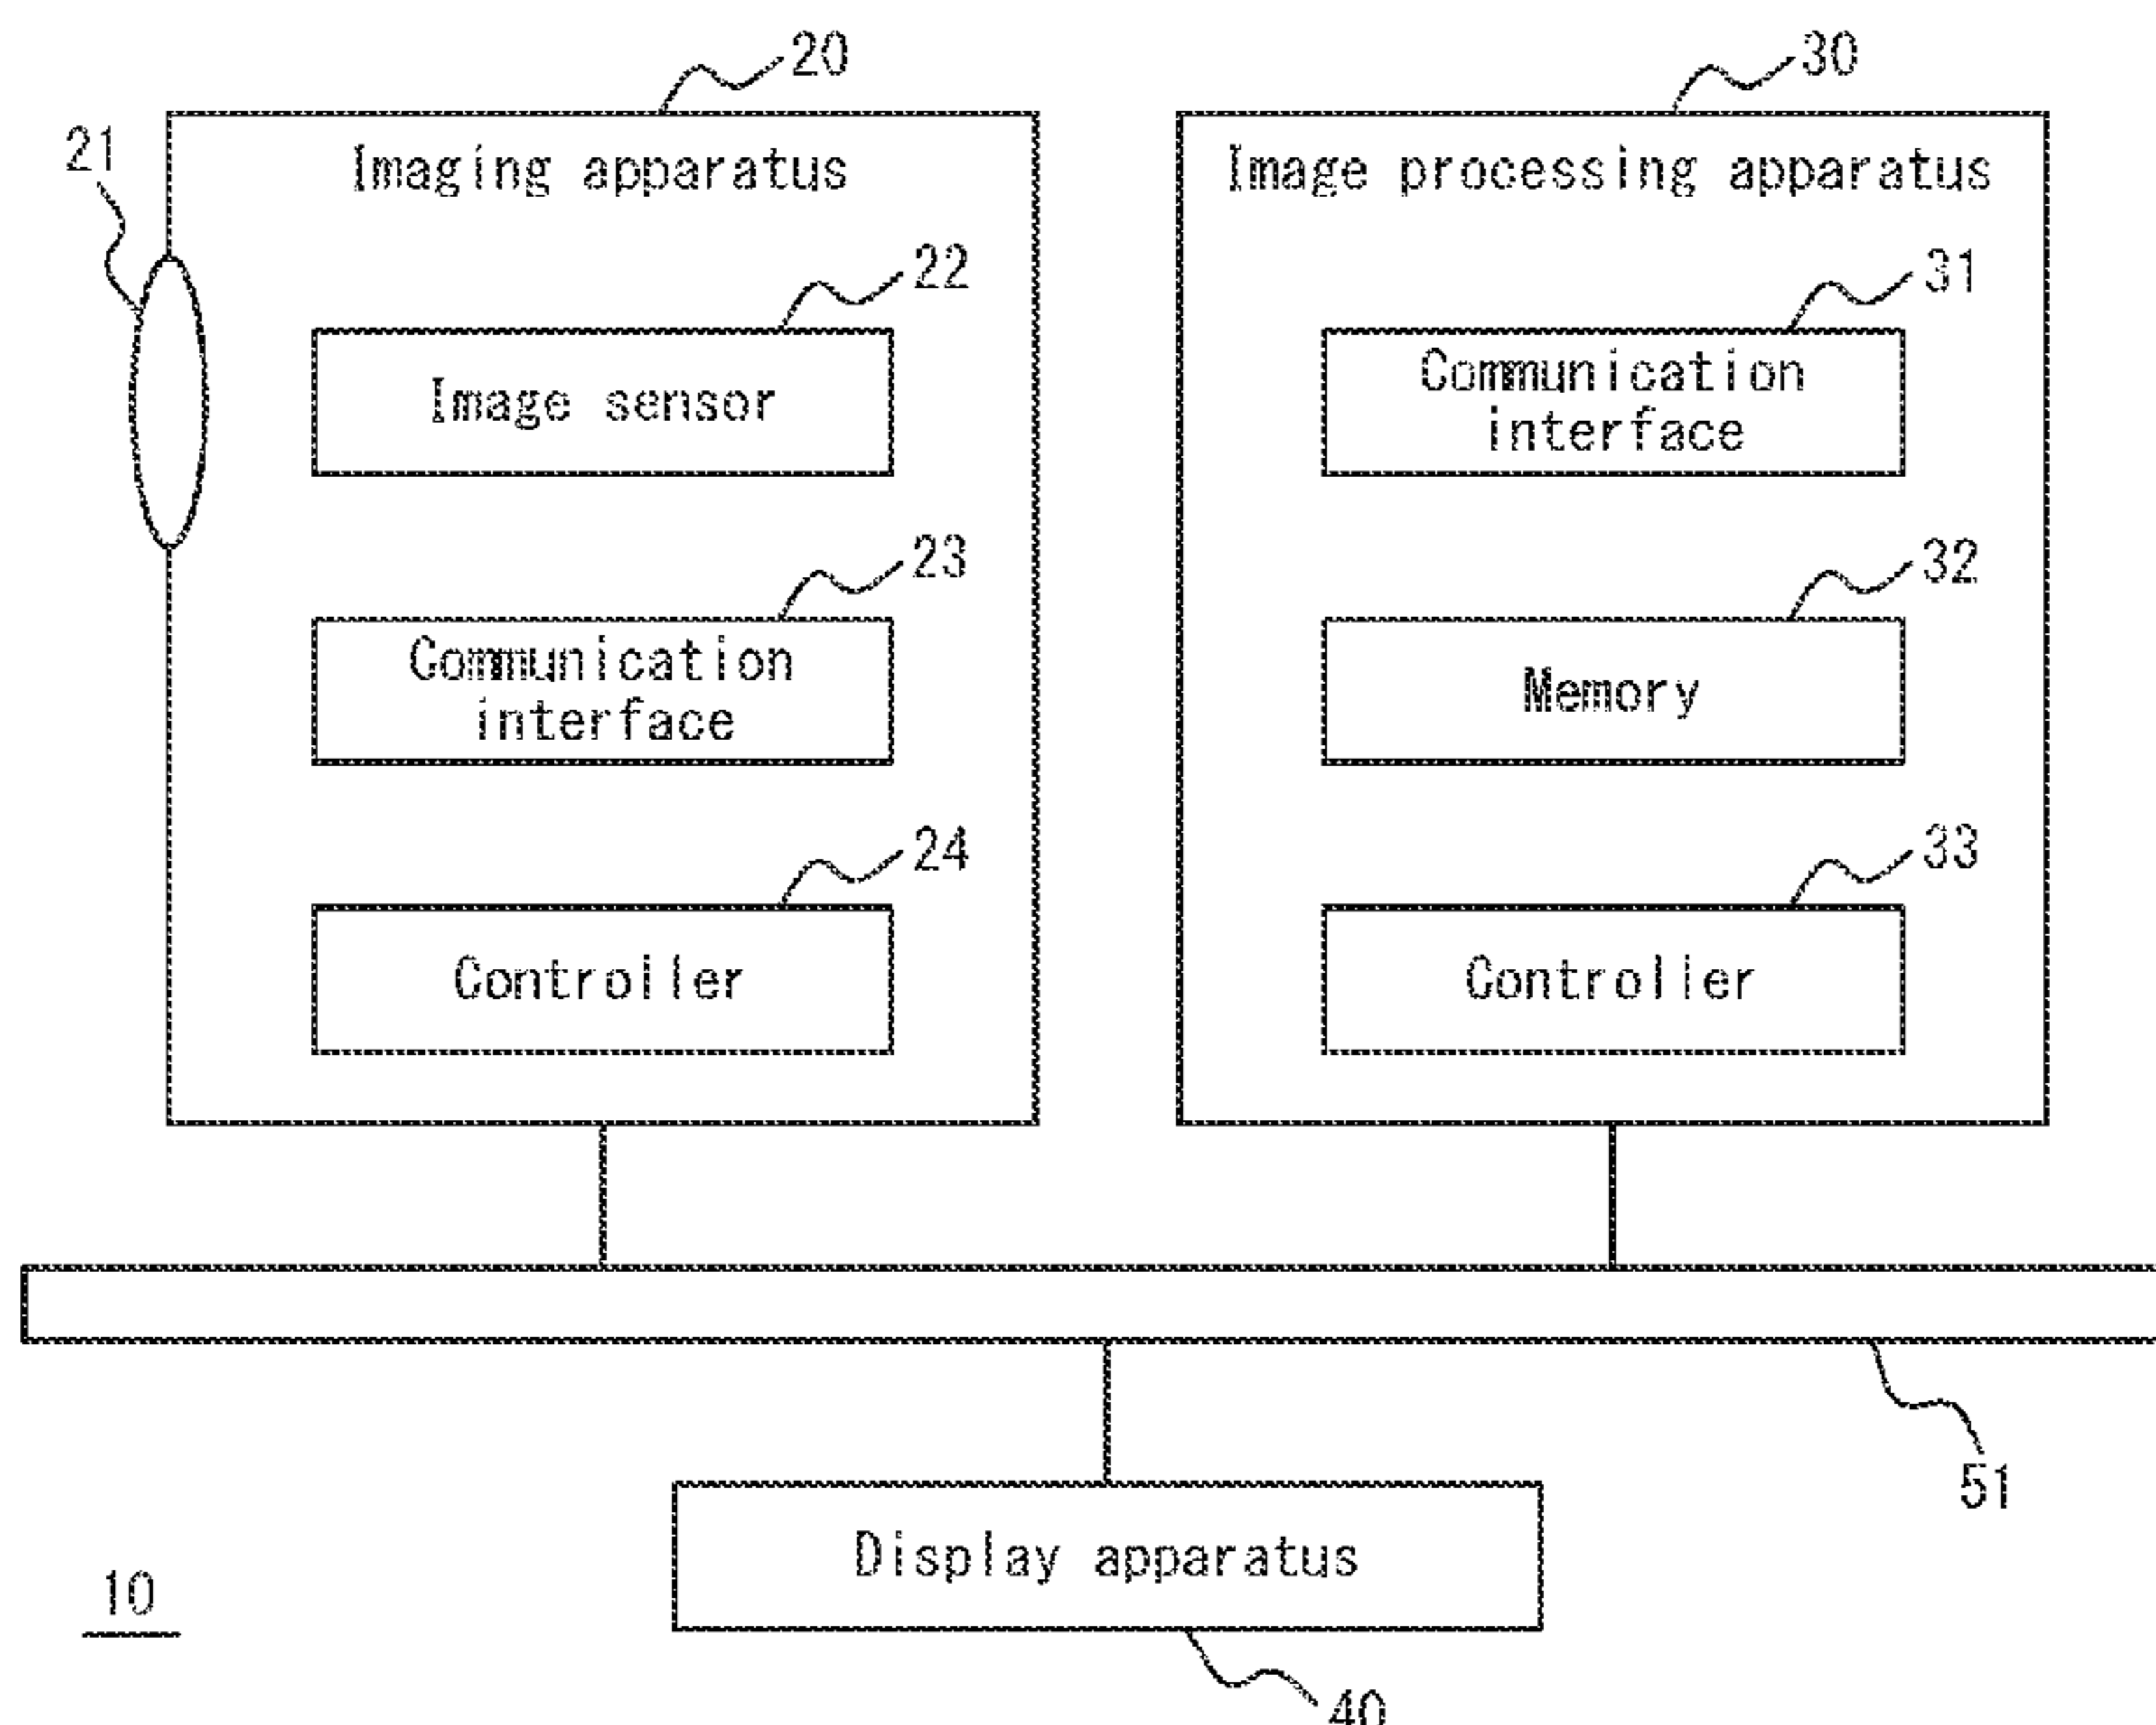 20
30
21
Imaging apparatus
Image processing apparatus
22
31
Image sensor
Communication
interface
23
32
Communication
interface
Memory
24
33
Controller
Controller
51
Display apparatus
10
40